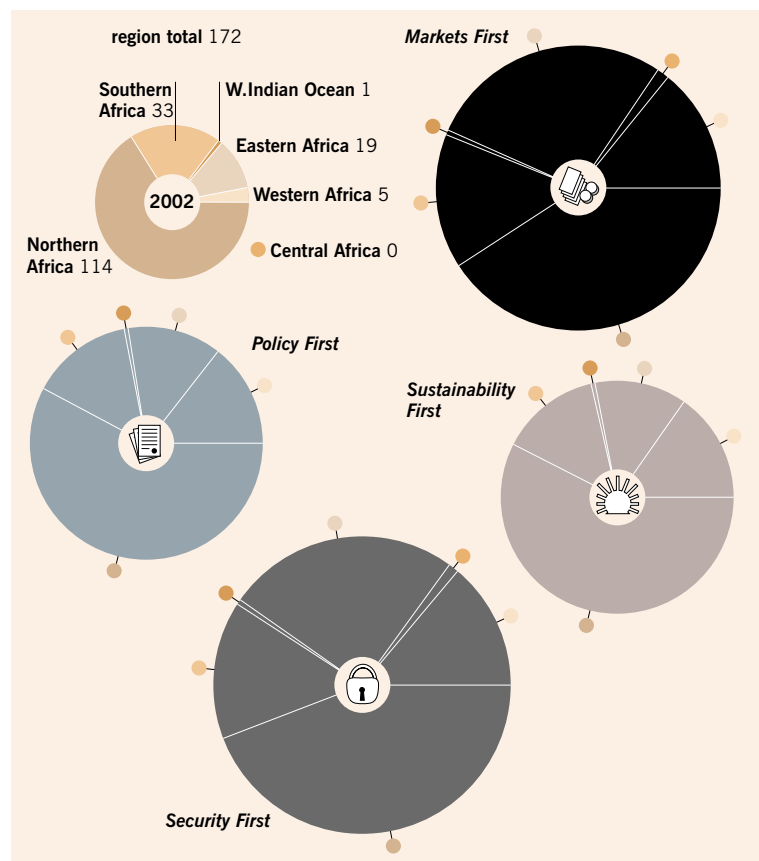 region total 172
Markets First
Southern
Africa 33
W.Indian Ocean 1
Eastern Africa 19
2002
Western Africa 5
Northern
Africa 114
Central Africa 0
Policy First
Sustainability
First
Security First